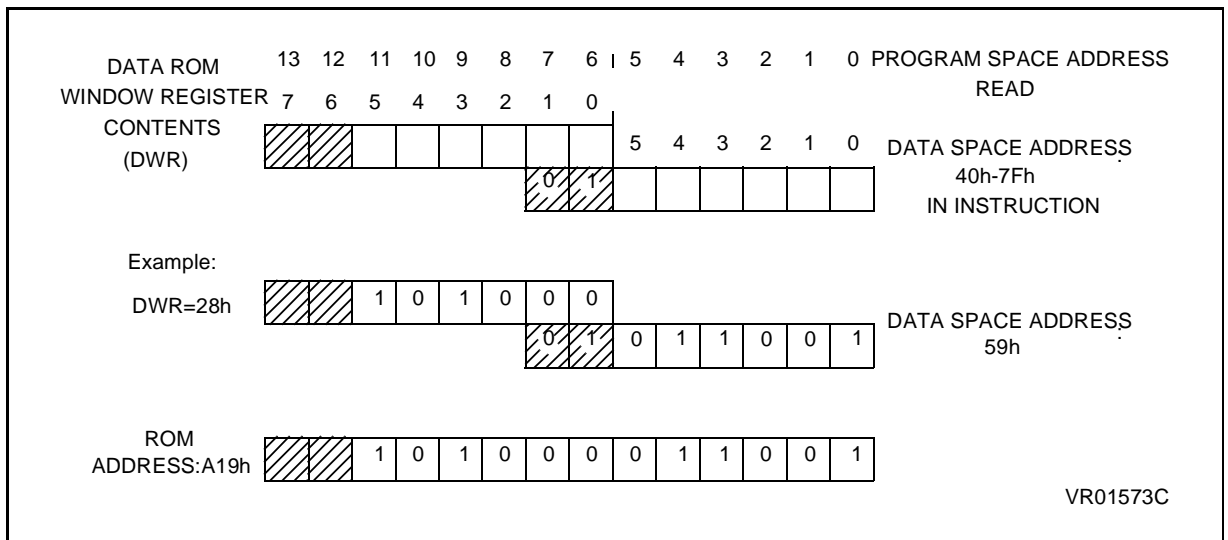 13 12 11 10 9 8 7 6 5 4 3 2 1 0 PROGRAM SPACE ADDRESS
READ
DATA ROM
WINDOW REGISTER
CONTENTS
(DWR)
7 6 5 4 3 2 1 0
5 4 3 2 1 0
DATA SPACE ADDRESS
40h-7Fh
IN INSTRUCTION
0 1
Example:
DWR=28h
1 0 1 0 0 0
0 1 0 1 1 0 0 1
DATA SPACE ADDRESS
59h
ROM
ADDRESS:A19h
1 0 1 0 0 0 0 1 1 0 0 1
VR01573C